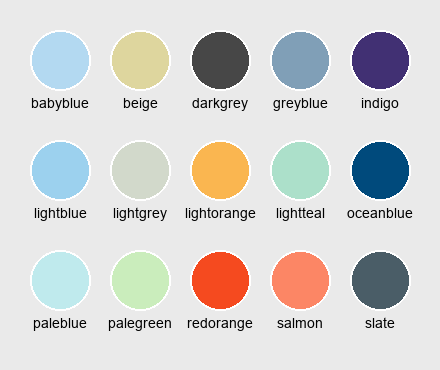 babyblue beige darkgrey greyblue indigo
lightblue lightgrey lightorange lightteal oceanblue
paleblue palegreen redorange salmon slate